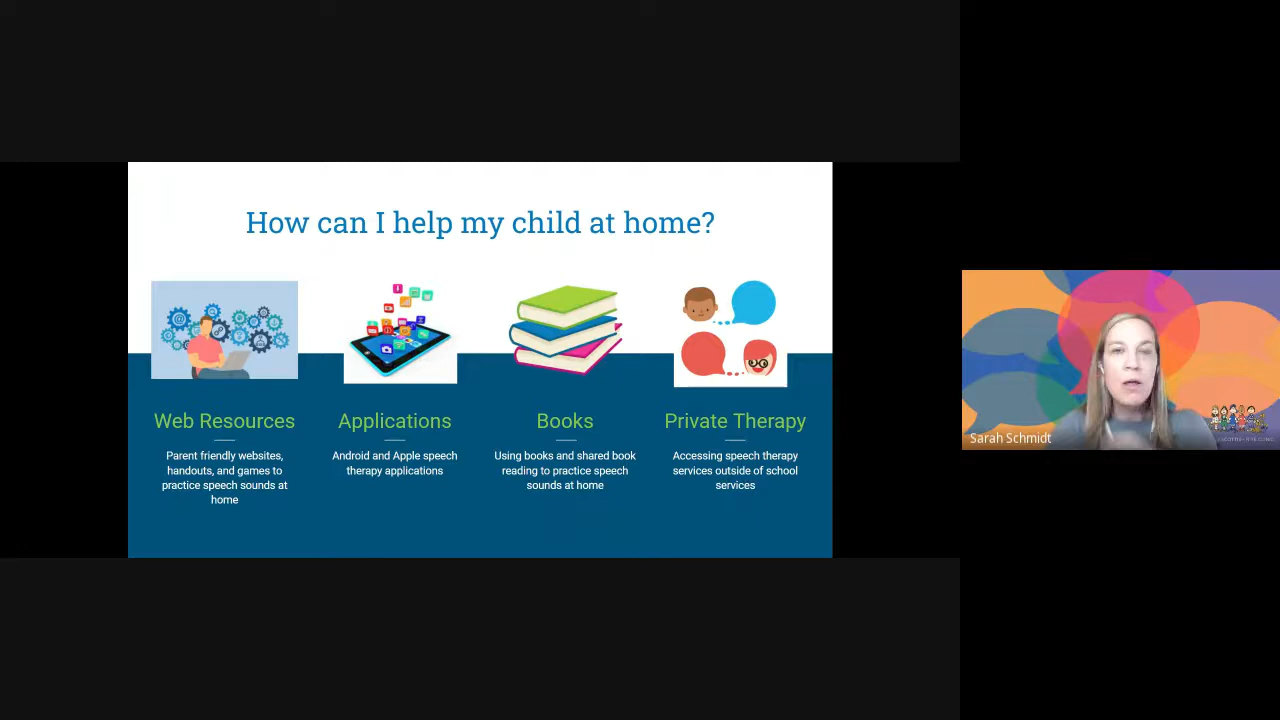 How can I help my child at home?
Web Resources
Parent friendly websites,
handouts, and games to
practice speech sounds at
home
Applications
Android and Apple speech
therapy applications
Books
Using books and shared book
reading to practice speech
sounds at home
Private Therapy
Accessing speech therapy
services outside of school
services
Sarah Schmidt